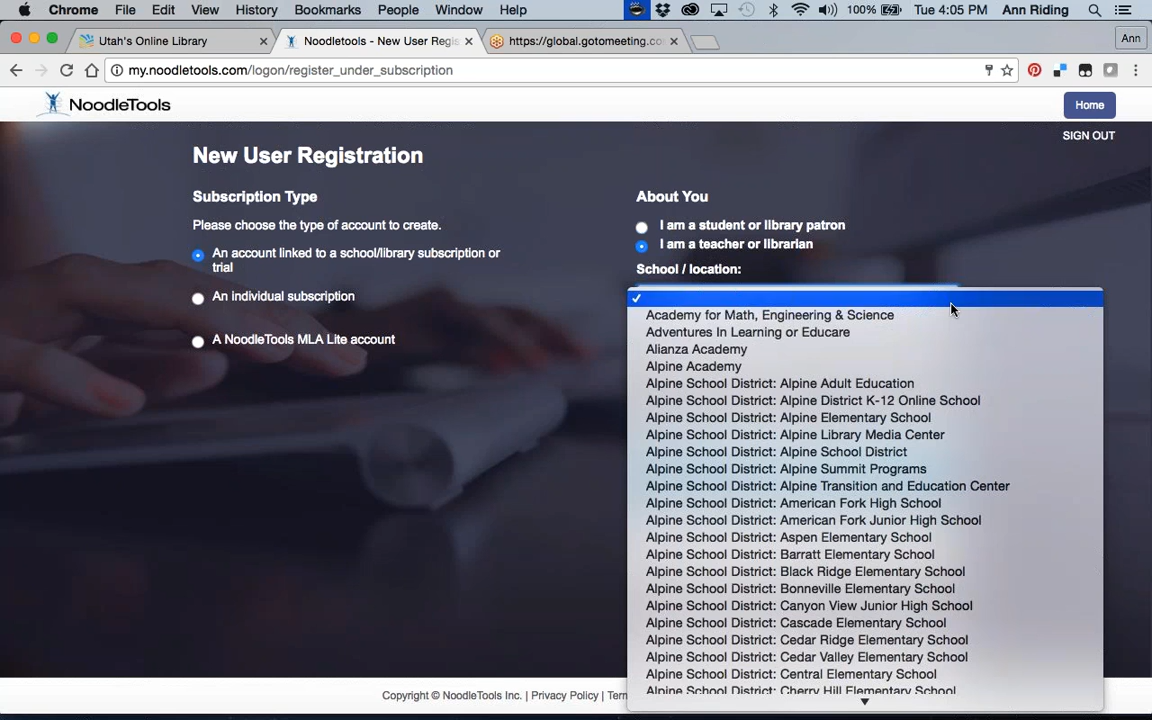 Chrome File Edit View History Bookmarks People Window Help 100% Tue 4:05 PM Ann Riding
Utah's Online Library
Noodletools - New User Regis
https://global.gotomeeting.co
Ann
my.noodletools.com/logon/register_under_subscription
NoodleTools
Home
SIGN OUT
New User Registration
Subscription Type
Please choose the type of account to create.
An account linked to a school/library subscription or
trial
An individual subscription
A NoodleTools MLA Lite account
About You
I am a student or library patron
I am a teacher or librarian
School / location:
Academy for Math, Engineering & Science
Adventures In Learning or Educare
Alianza Academy
Alpine Academy
Alpine School District: Alpine Adult Education
Alpine School District: Alpine District K-12 Online School
Alpine School District: Alpine Elementary School
Alpine School District: Alpine Library Media Center
Alpine School District: Alpine School District
Alpine School District: Alpine Summit Programs
Alpine School District: Alpine Transition and Education Center
Alpine School District: American Fork High School
Alpine School District: American Fork Junior High School
Alpine School District: Aspen Elementary School
Alpine School District: Barratt Elementary School
Alpine School District: Black Ridge Elementary School
Alpine School District: Bonneville Elementary School
Alpine School District: Canyon View Junior High School
Alpine School District: Cascade Elementary School
Alpine School District: Cedar Ridge Elementary School
Alpine School District: Cedar Valley Elementary School
Alpine School District: Central Elementary School
Alpine School District: Cherry Hill Elementary School
Copyright © NoodleTools Inc. | Privacy Policy | Term